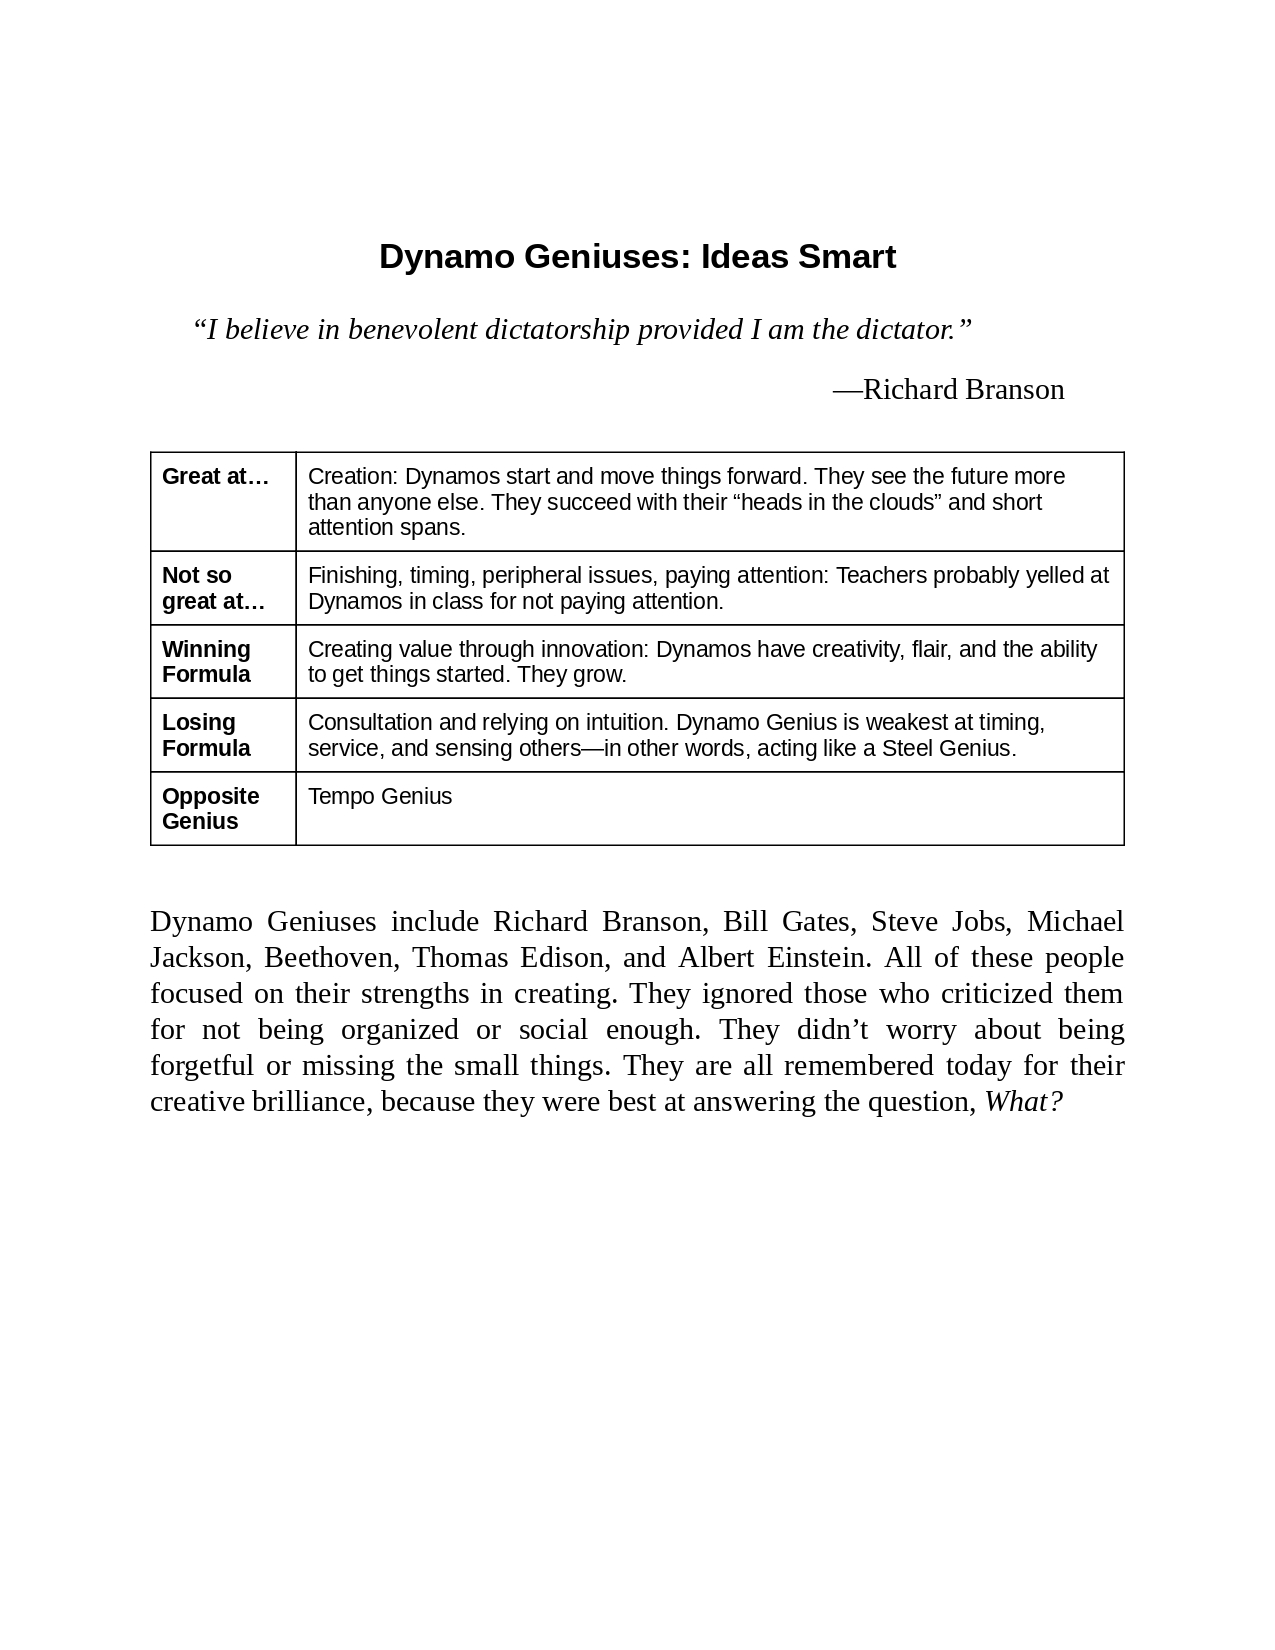 Dynamo Geniuses: Ideas Smart
“I believe in benevolent dictatorship provided I am the dictator.”
—Richard Branson
Great at…
Creation: Dynamos start and move things forward. They see the future more
than anyone else. They succeed with their “heads in the clouds” and short
attention spans.
Not so
great at…
Finishing, timing, peripheral issues, paying attention: Teachers probably yelled at
Dynamos in class for not paying attention.
Winning
Formula
Creating value through innovation: Dynamos have creativity, flair, and the ability
to get things started. They grow.
Losing
Formula
Consultation and relying on intuition. Dynamo Genius is weakest at timing,
service, and sensing others—in other words, acting like a Steel Genius.
Opposite
Genius
Tempo Genius
Dynamo Geniuses include Richard Branson, Bill Gates, Steve Jobs, Michael
Jackson, Beethoven, Thomas Edison, and Albert Einstein. All of these people
focused on their strengths in creating. They ignored those who criticized them
for not being organized or social enough. They didn’t worry about being
forgetful or missing the small things. They are all remembered today for their
creative brilliance, because they were best at answering the question, What?